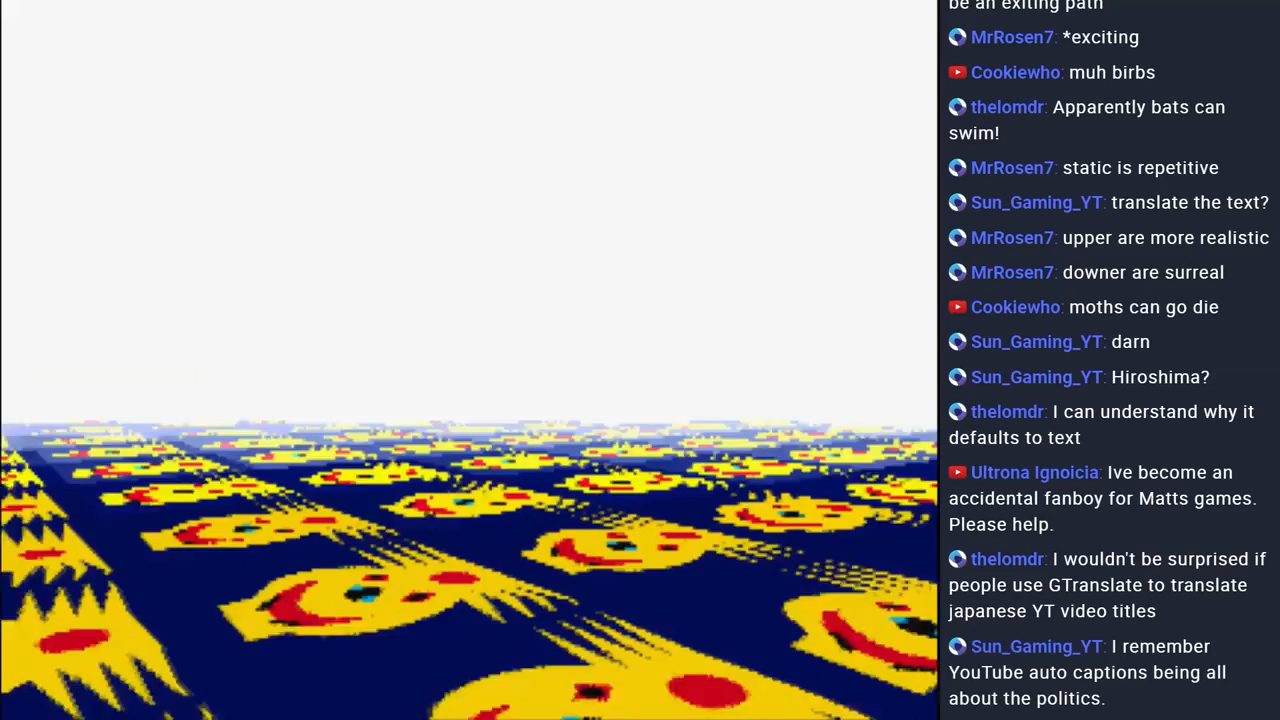 be an exiting path
MrRosen7: *exciting
Cookiewho: muh birbs
thelomdr: Apparently bats can
swim!
MrRosen7: static is repetitive
Sun_Gaming_YT: translate the text?
MrRosen7: upper are more realistic
MrRosen7: downer are surreal
Cookiewho: moths can go die
Sun_Gaming_YT: darn
Sun_Gaming_YT: Hiroshima?
thelomdr: I can understand why it
defaults to text
Ultrona Ignoicia: Ive become an
accidental fanboy for Matts games.
Please help.
thelomdr: I wouldn't be surprised if
people use GTranslate to translate
japanese YT video titles
Sun_Gaming_YT: I remember
YouTube auto captions being all
about the politics.